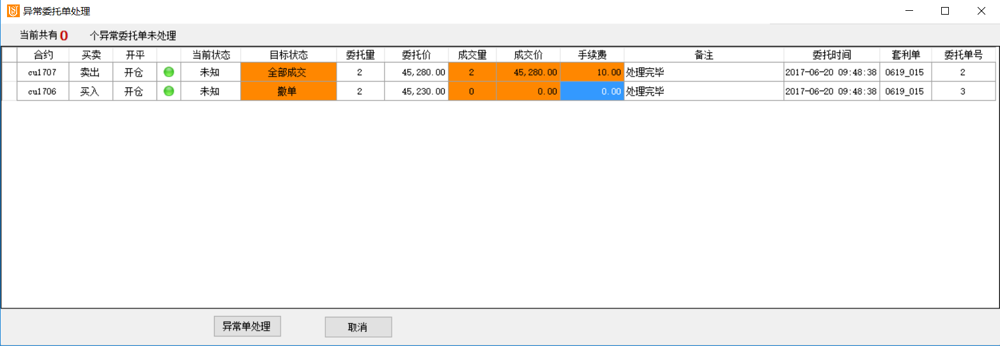 异常委托单处理
当前共有 0 个异常委托单未处理
合约 买卖 开平 当前状态 目标状态 委托量 委托价 成交量 成交价 手续费 备注 委托时间 套利单 委托单号
cu1707 卖出 开仓 未知 全部成交 2 45,280.00 2 45,280.00 10.00 处理完毕 2017-06-20 09:48:38 0619_015 2
cu1706 买入 开仓 未知 撤单 2 45,230.00 0 0.00 0.00 处理完毕 2017-06-20 09:48:38 0619_015 3
异常单处理 取消